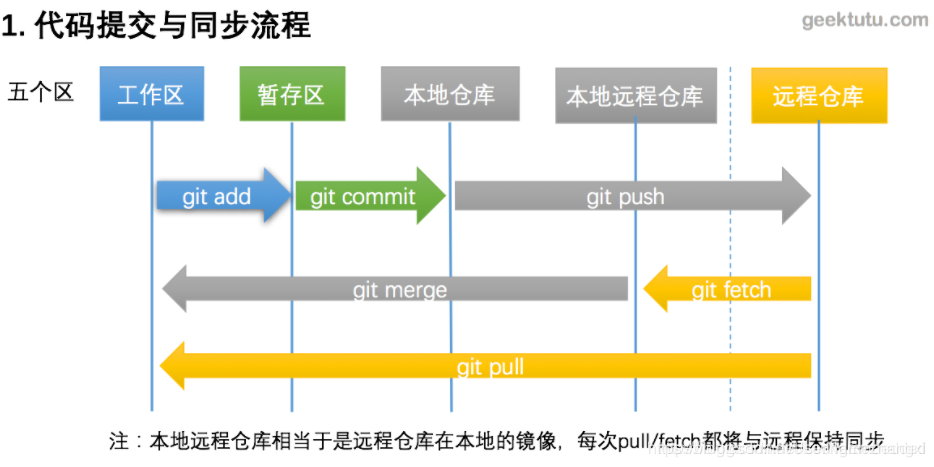 1. 代码提交与同步流程
geektutu.com
五个区
工作区
暂存区
本地仓库
本地远程仓库
远程仓库
git add
git commit
git push
git merge
git fetch
git pull
注：本地远程仓库相当于是远程仓库在本地的镜像，每次pull/fetch都将与远程保持同步